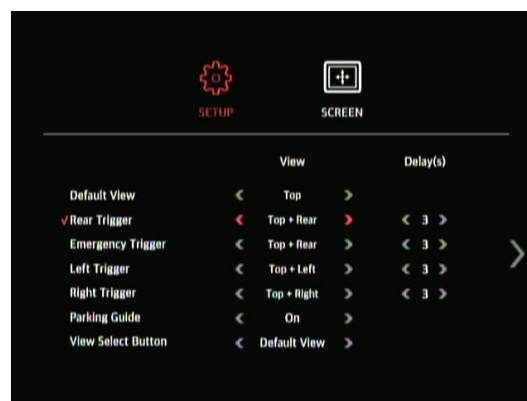 SETUP SCREEN
View Delay(s)
Default View Top
√ Rear Trigger Top + Rear 3
Emergency Trigger Top + Rear 3
Left Trigger Top + Left 3
Right Trigger Top + Right 3
Parking Guide On
View Select Button Default View